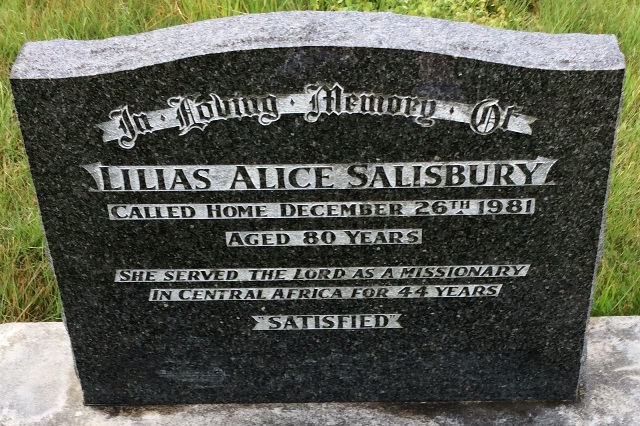 In · Loving · Memory · Of
LILIAS ALICE SALISBURY
CALLED HOME DECEMBER 26TH 1981
AGED 80 YEARS
SHE SERVED THE LORD AS A MISSIONARY
IN CENTRAL AFRICA FOR 44 YEARS
"SATISFIED"